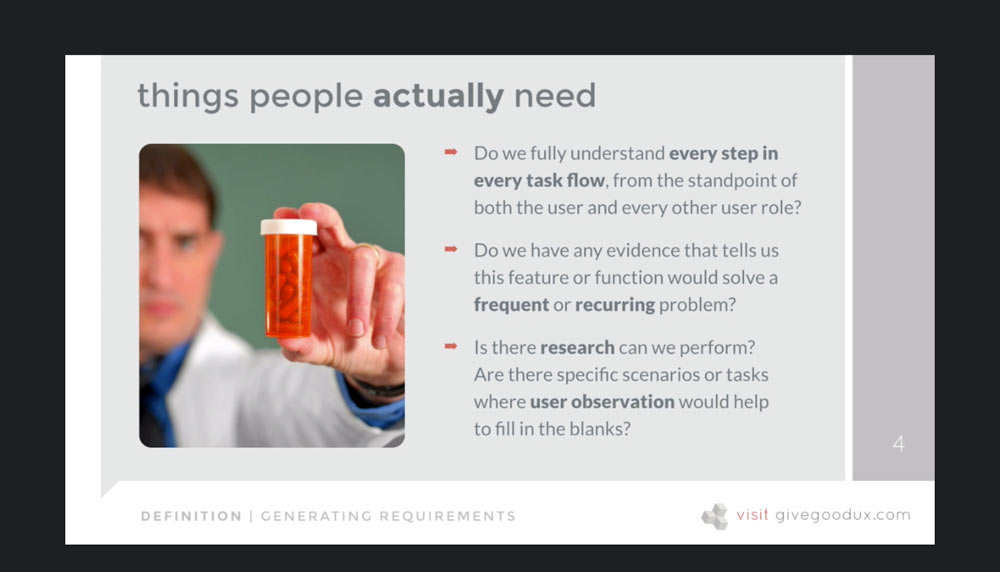 things people actually need
Do we fully understand every step in
every task flow, from the standpoint of
both the user and every other user role?
Do we have any evidence that tells us
this feature or function would solve a
frequent or recurring problem?
Is there research can we perform?
Are there specific scenarios or tasks
where user observation would help
to fill in the blanks?
4
DEFINITION | GENERATING REQUIREMENTS
visit givegoodux.com